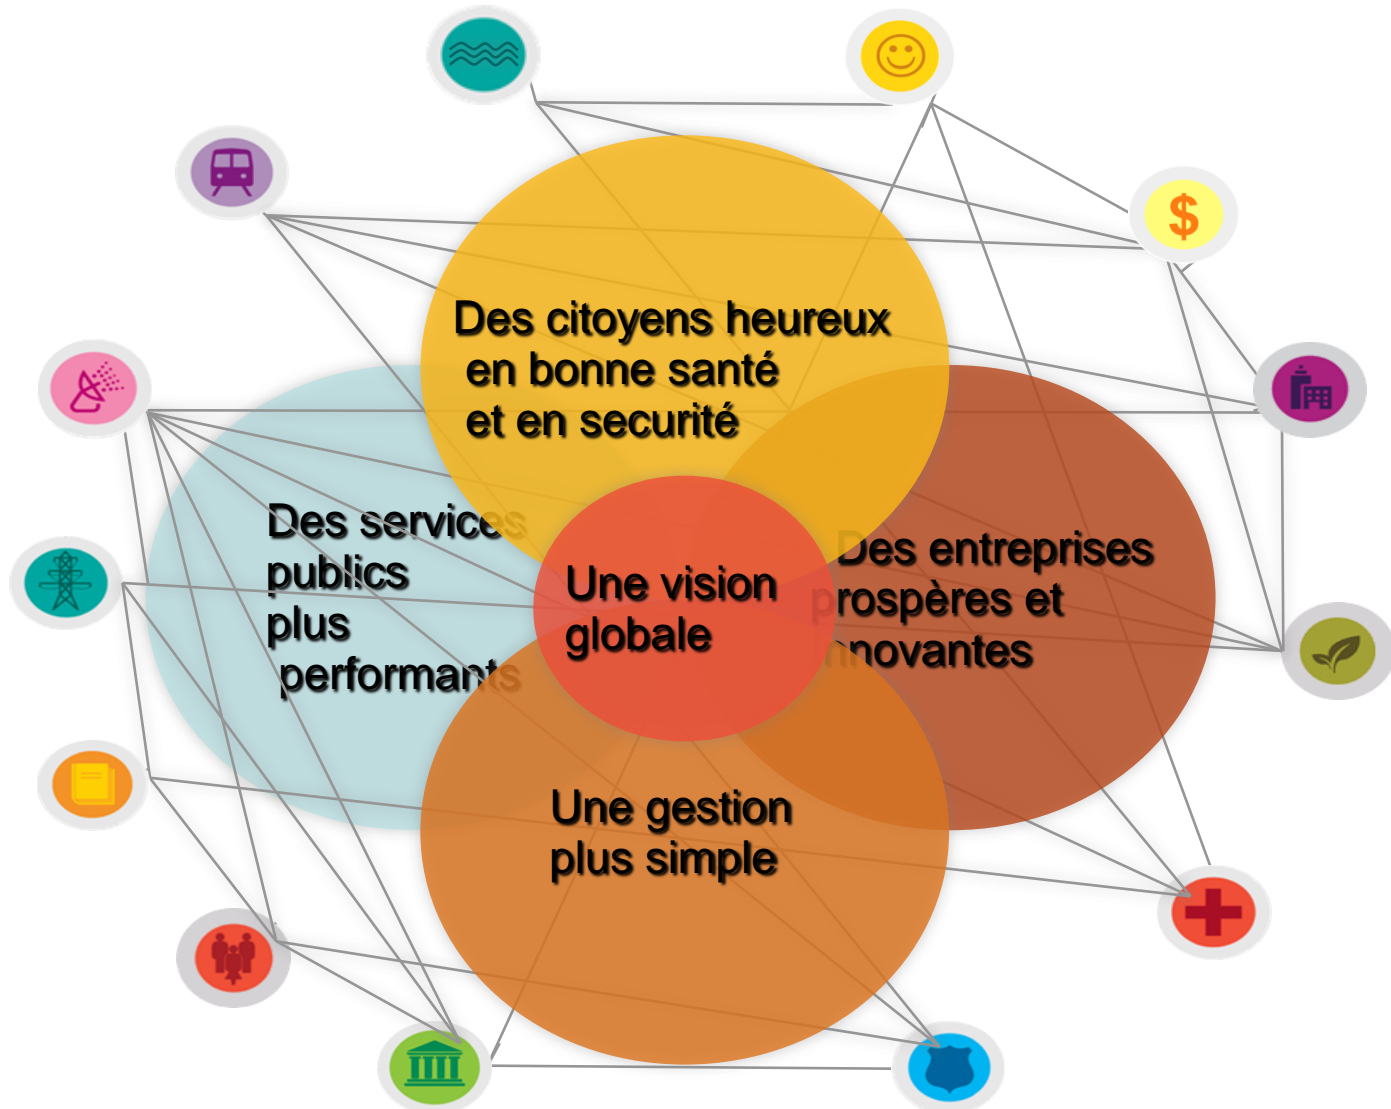 $
Des citoyens heureux
en bonne santé
et en securité
Des services
publics
plus
performants
Une vision
globale
Des entreprises
prospères et
nnovantes
Une gestion
plus simple